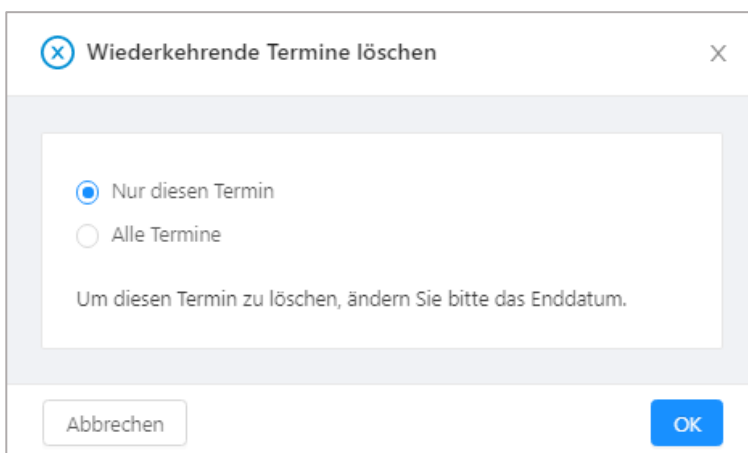 Wiederkehrende Termine löschen
Nur diesen Termin
Alle Termine
Um diesen Termin zu löschen, ändern Sie bitte das Enddatum.
Abbrechen
OK